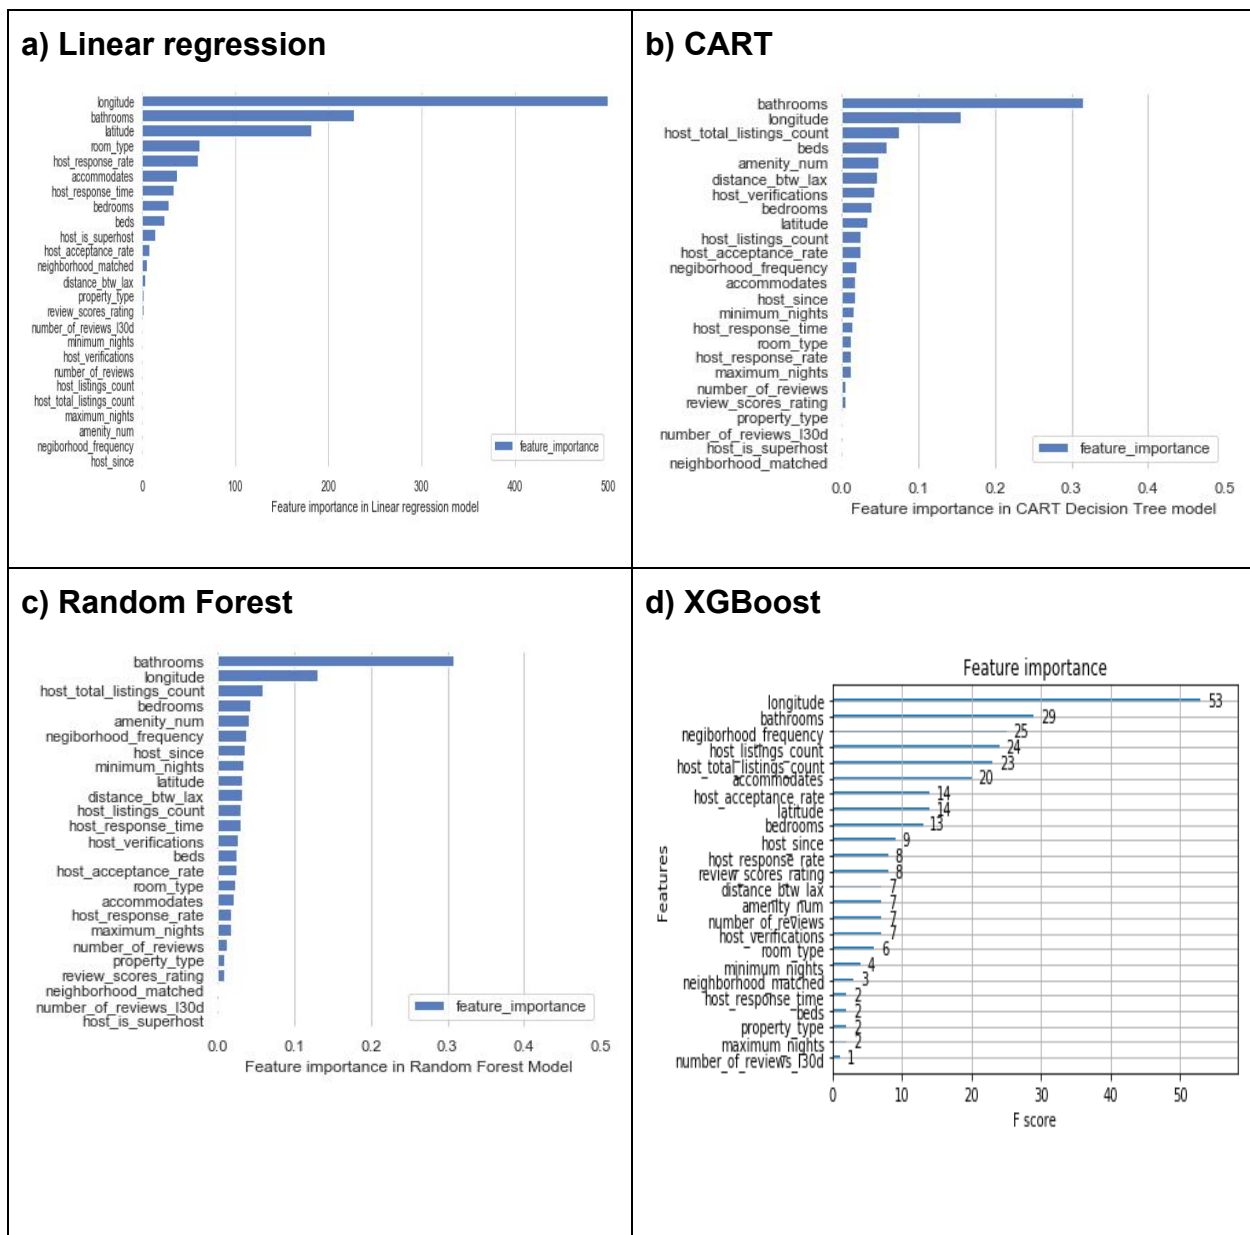 a) Linear regression
longitude
bathrooms
latitude
room_type
host_response_rate
accommodates
host_response_time
bedrooms
beds
host_is_superhost
host_acceptance_rate
neighborhood_matched
distance_btw_lax
property_type
review_scores_rating
number_of_reviews_l30d
minimum_nights
host_verifications
number_of_reviews
host_listings_count
host_total_listings_count
maximum_nights
amenity_num
negiborhood_frequency
host_since
feature_importance
0 100 200 300 400 500
Feature importance in Linear regression model
b) CART
bathrooms
longitude
host_total_listings_count
beds
amenity_num
distance_btw_lax
host_verifications
bedrooms
latitude
host_listings_count
host_acceptance_rate
negiborhood_frequency
accommodates
host_since
minimum_nights
host_response_time
room_type
host_response_rate
maximum_nights
number_of_reviews
review_scores_rating
property_type
number_of_reviews_l30d
host_is_superhost
neighborhood_matched
feature_importance
0.0 0.1 0.2 0.3 0.4 0.5
Feature importance in CART Decision Tree model
c) Random Forest
bathrooms
longitude
host_total_listings_count
bedrooms
amenity_num
negiborhood_frequency
host_since
minimum_nights
latitude
distance_btw_lax
host_listings_count
host_response_time
host_verifications
beds
host_acceptance_rate
room_type
accommodates
host_response_rate
maximum_nights
number_of_reviews
property_type
review_scores_rating
neighborhood_matched
number_of_reviews_l30d
host_is_superhost
feature_importance
0.0 0.1 0.2 0.3 0.4 0.5
Feature importance in Random Forest Model
d) XGBoost
Feature importance
Features
longitude 53
bathrooms 29
negiborhood_frequency 25
host_listings_count 24
host_total_listings_count 23
accommodates 20
host_acceptance_rate 14
latitude 14
bedrooms 13
host_since 9
host_response_rate 8
review_scores_rating 8
distance_btw_lax 7
amenity_num 7
number_of_reviews 7
host_verifications 7
room_type 6
minimum_nights 4
neighborhood_matched 3
host_response_time 2
beds 2
property_type 2
maximum_nights 2
number_of_reviews_l30d 1
0 10 20 30 40 50
F score